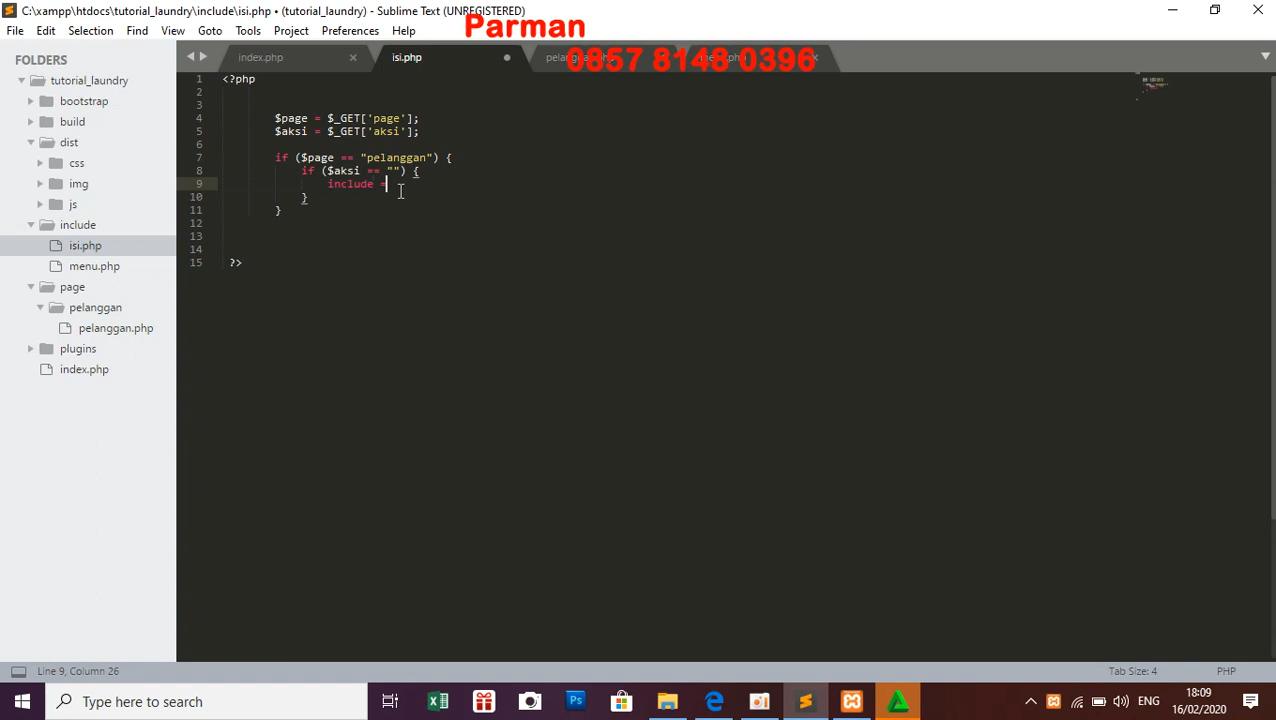 C:\xampp\htdocs\tutorial_laundry\include\isi.php • (tutorial_laundry) - Sublime Text (UNREGISTERED)
Parman
0857 8148 0396
File Edit Selection Find View Goto Tools Project Preferences Help
FOLDERS
tutorial_laundry
bootstrap
build
dist
css
img
js
include
isi.php
menu.php
page
pelanggan
pelanggan.php
plugins
index.php
index.php isi.php
1 <?php
2
3
4 $page = $_GET['page'];
5 $aksi = $_GET['aksi'];
6
7 if ($page == "pelanggan") {
8 if ($aksi == "") {
9 include =
10 }
11 }
12
13
14
15 ?>
Line 9, Column 26
Tab Size: 4 PHP
Type here to search
ENG
18:09
16/02/2020